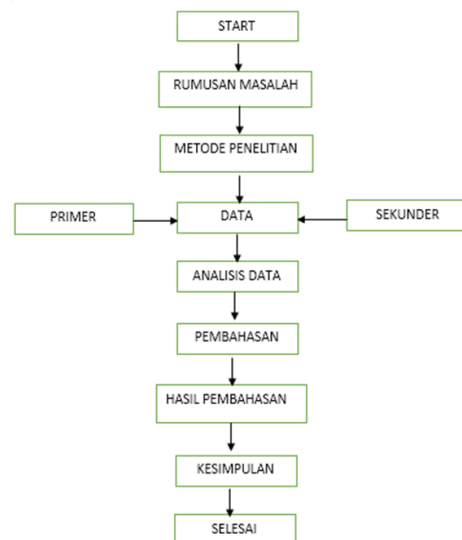 START
RUMUSAN MASALAH
METODE PENELITIAN
PRIMER
DATA
SEKUNDER
ANALISIS DATA
PEMBAHASAN
HASIL PEMBAHASAN
KESIMPULAN
SELESAI